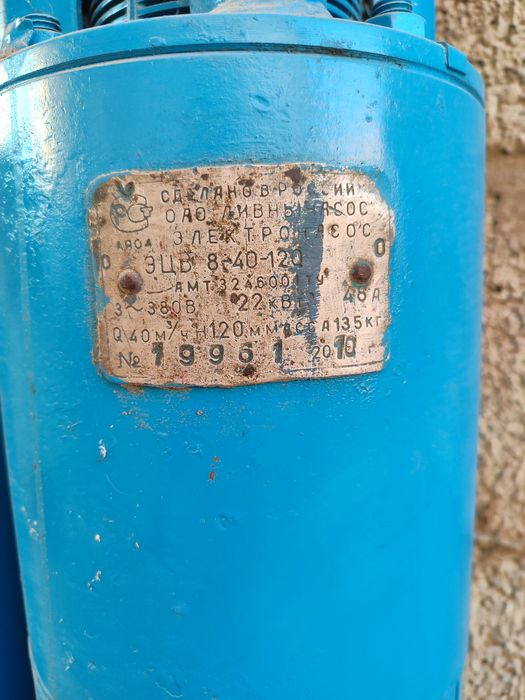 СДЕЛАНО В РОССИИ
ОАО ЛИВНЫНАСОС
АЯ04
ЭЛЕКТРОНАСОС
ЭЦВ 8-40-120
АМТ.3246001ТУ
3~380В 22кВт 48А
Q 40м³/ч Н120м МАССА 135кг
№ 19961 2010 г.